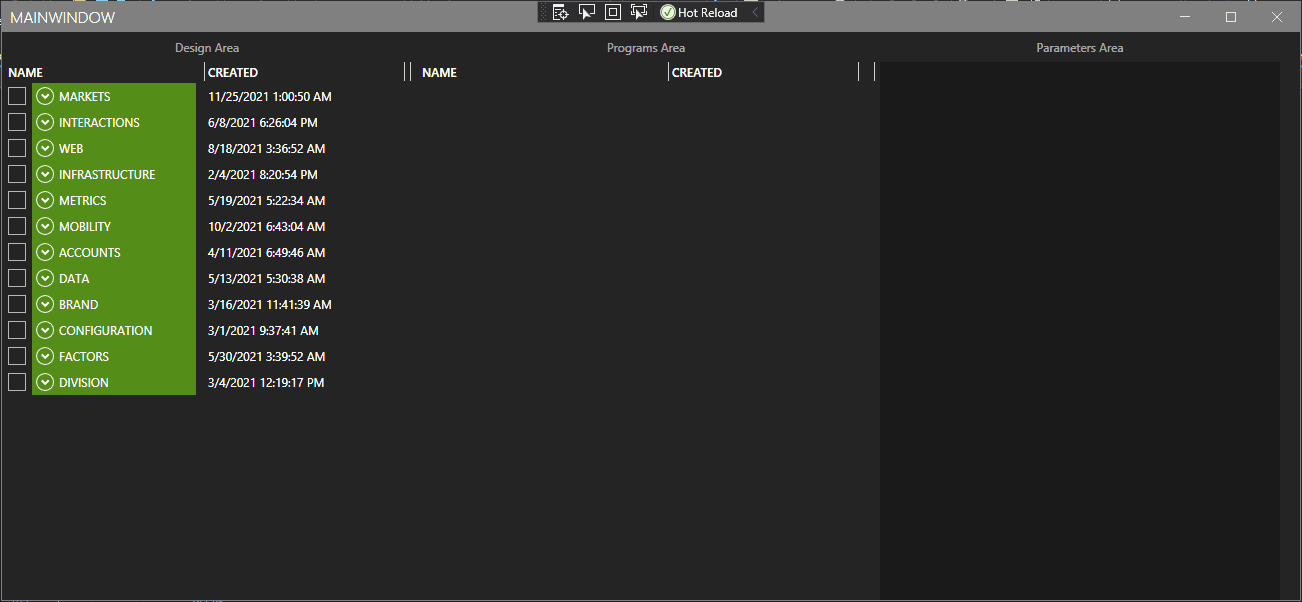 MAINWINDOW
Hot Reload
Design Area Programs Area Parameters Area
NAME CREATED NAME CREATED
MARKETS 11/25/2021 1:00:50 AM
INTERACTIONS 6/8/2021 6:26:04 PM
WEB 8/18/2021 3:36:52 AM
INFRASTRUCTURE 2/4/2021 8:20:54 PM
METRICS 5/19/2021 5:22:34 AM
MOBILITY 10/2/2021 6:43:04 AM
ACCOUNTS 4/11/2021 6:49:46 AM
DATA 5/13/2021 5:30:38 AM
BRAND 3/16/2021 11:41:39 AM
CONFIGURATION 3/1/2021 9:37:41 AM
FACTORS 5/30/2021 3:39:52 AM
DIVISION 3/4/2021 12:19:17 PM